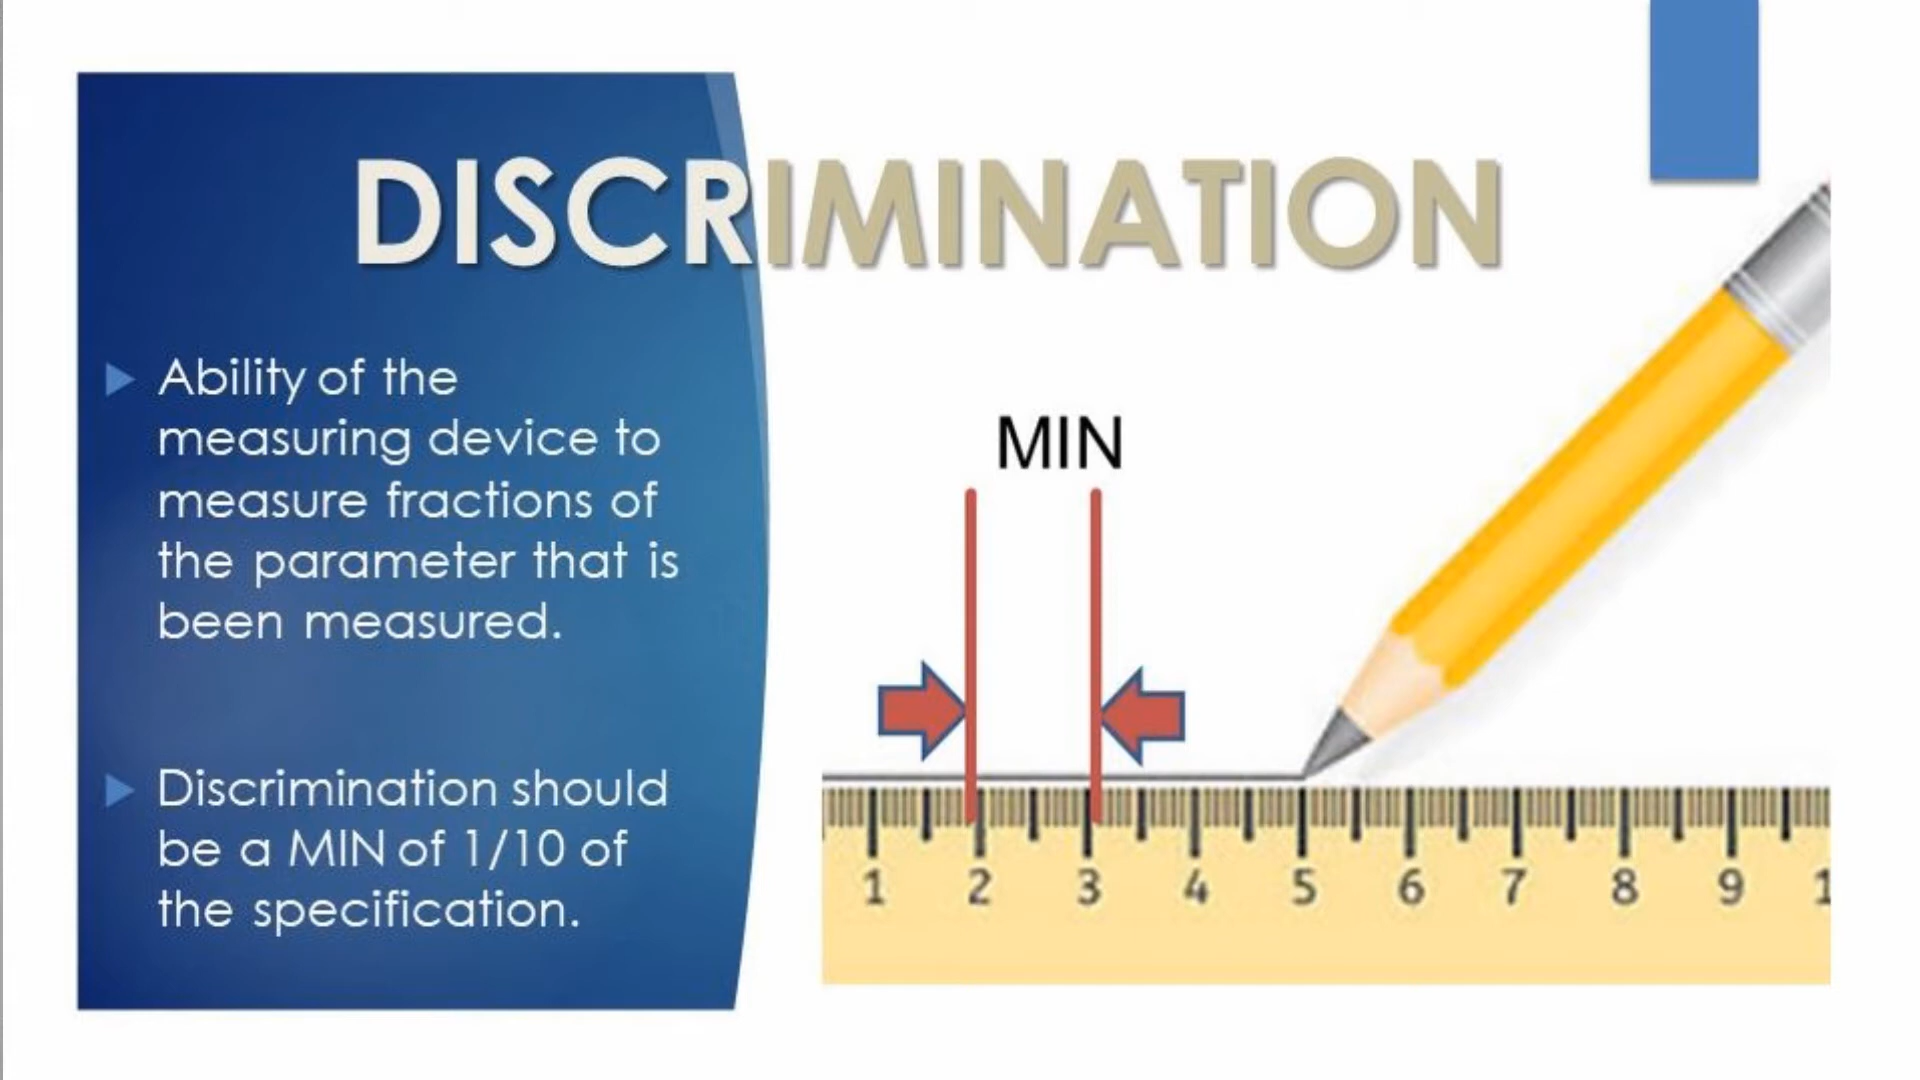 DISCRIMINATION
Ability of the
measuring device to
measure fractions of
the parameter that is
been measured.
Discrimination should
be a MIN of 1/10 of
the specification.
MIN
1 2 3 4 5 6 7 8 9 1